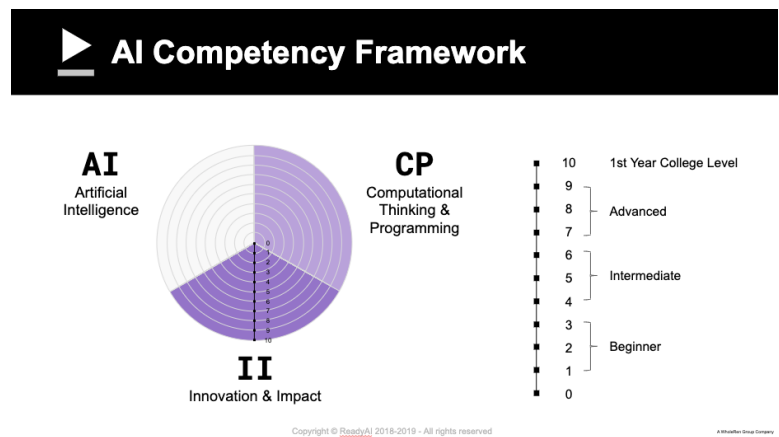 AI Competency Framework
AI
Artificial
Intelligence
CP
Computational
Thinking &
Programming
0
1
2
3
4
5
6
7
8
9
10
II
Innovation & Impact
10 1st Year College Level
9
8 Advanced
7
6
5 Intermediate
4
3
2 Beginner
1
0
Copyright © ReadyAI 2018-2019 - All rights reserved
A WholeRen Group Company